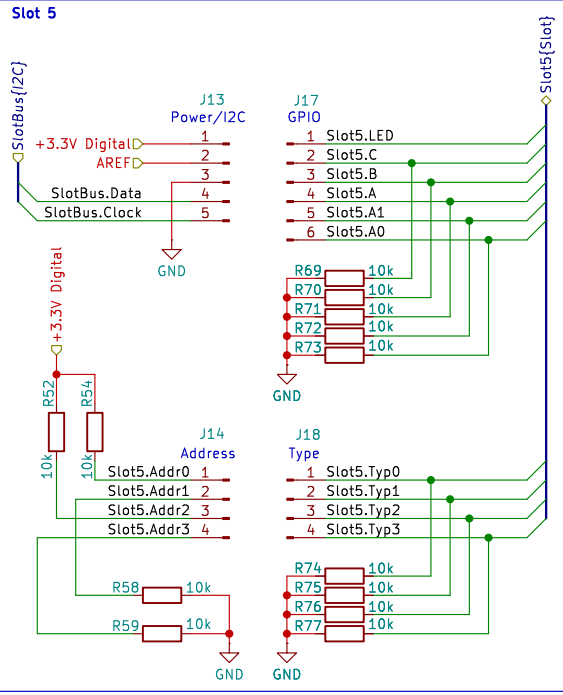 Slot 5
SlotBus{I2C}
Slot5{Slot}
J13
Power/I2C
+3.3V Digital
AREF
1
2
3
4
5
SlotBus.Data
SlotBus.Clock
GND
J17
GPIO
1 Slot5.LED
2 Slot5.C
3 Slot5.B
4 Slot5.A
5 Slot5.A1
6 Slot5.A0
R69 10k
R70 10k
R71 10k
R72 10k
R73 10k
GND
+3.3V Digital
R52
10k
R54
10k
J14
Address
Slot5.Addr0 1
Slot5.Addr1 2
Slot5.Addr2 3
Slot5.Addr3 4
R58 10k
R59 10k
GND
J18
Type
1 Slot5.Typ0
2 Slot5.Typ1
3 Slot5.Typ2
4 Slot5.Typ3
R74 10k
R75 10k
R76 10k
R77 10k
GND